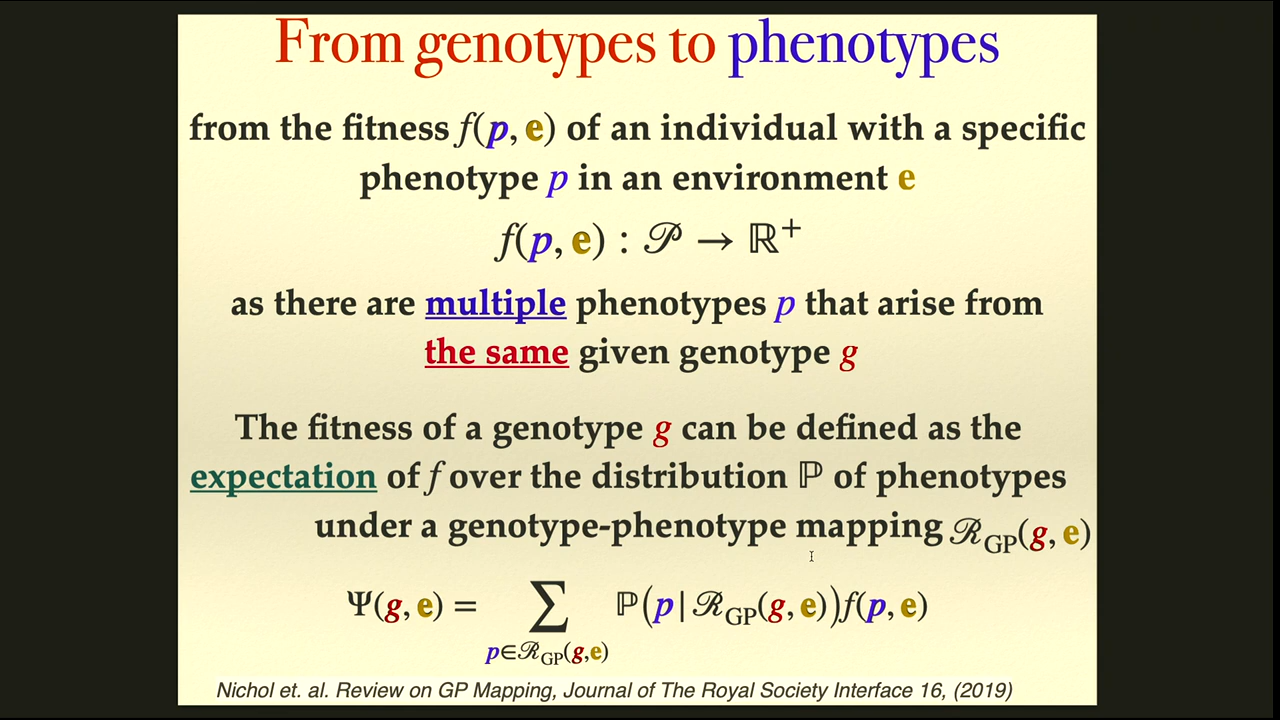 From genotypes to phenotypes
from the fitness f(p, e) of an individual with a specific
phenotype p in an environment e
f(p, e) : 𝒫 → ℝ⁺
as there are multiple phenotypes p that arise from
the same given genotype g
The fitness of a genotype g can be defined as the
expectation of f over the distribution ℙ of phenotypes
under a genotype-phenotype mapping ℛ_GP(g, e)
Ψ(g, e) = ∑_{p∈ℛ_GP(g,e)} ℙ(p | ℛ_GP(g, e)) f(p, e)
Nichol et. al. Review on GP Mapping, Journal of The Royal Society Interface 16, (2019)